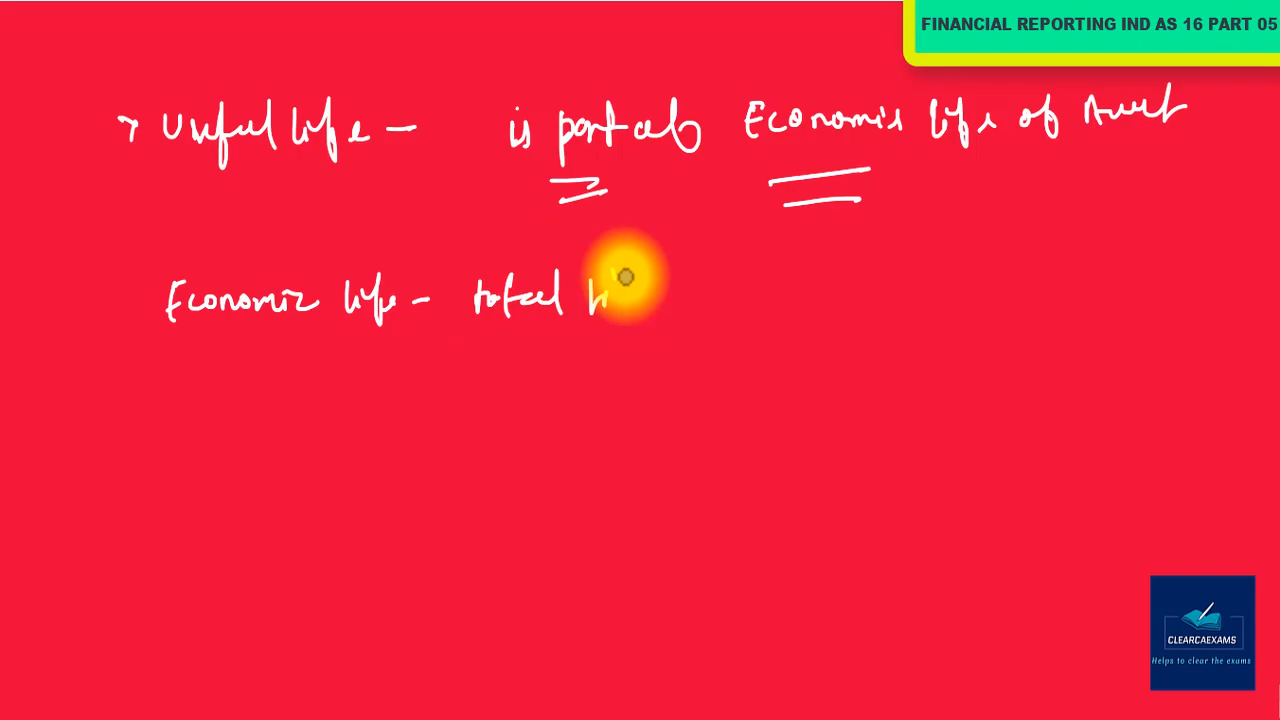 FINANCIAL REPORTING IND AS 16 PART 05
→ Useful life – is part of Economic life of Asset
Economic life – total
CLEARCAEXAMS
Helps to clear the exams